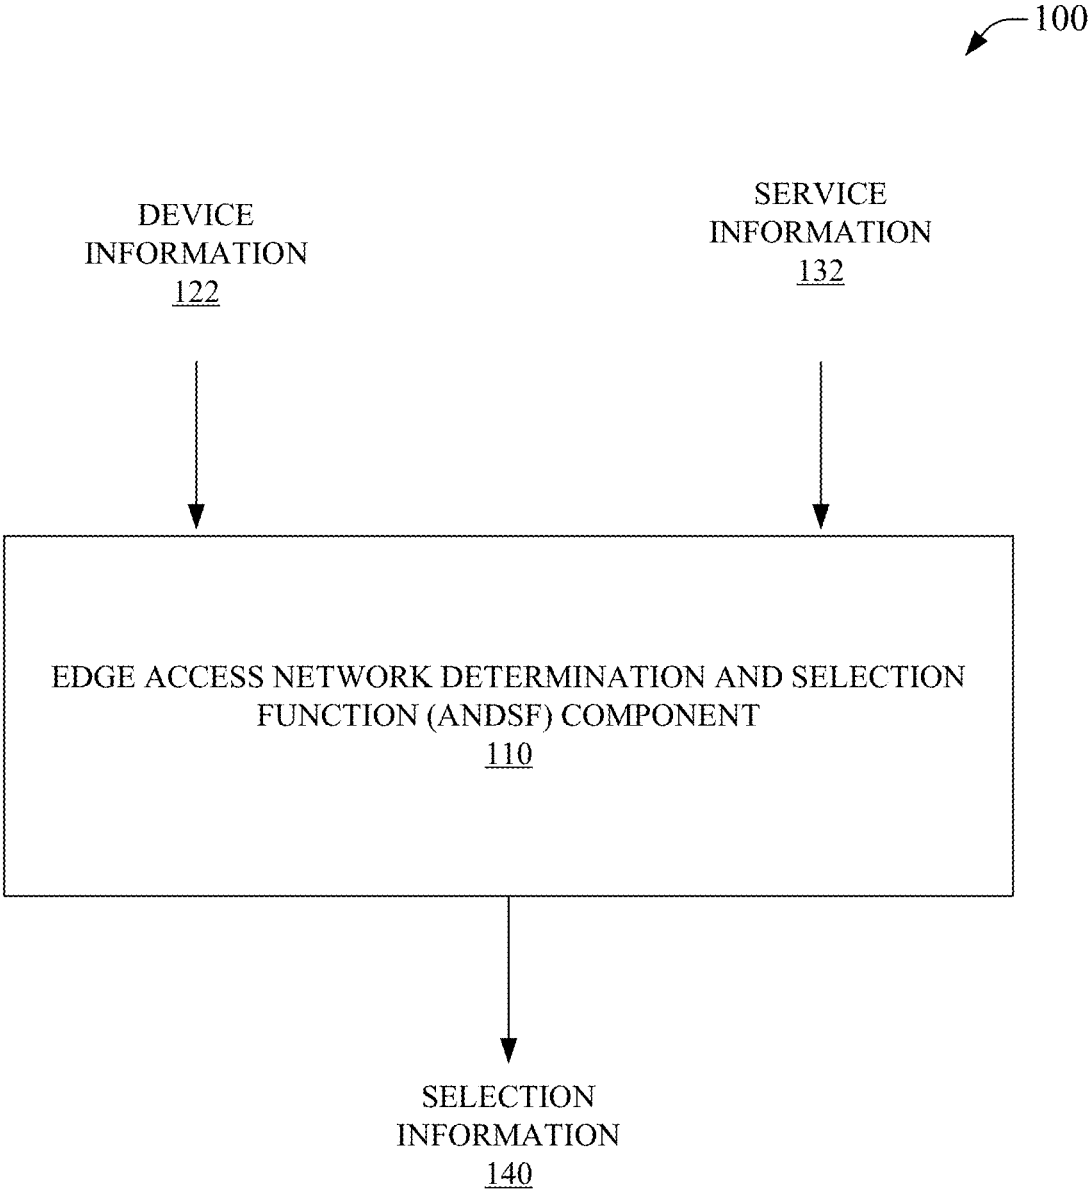 100
DEVICE
INFORMATION
122
SERVICE
INFORMATION
132
EDGE ACCESS NETWORK DETERMINATION AND SELECTION
FUNCTION (ANDSF) COMPONENT
110
SELECTION
INFORMATION
140